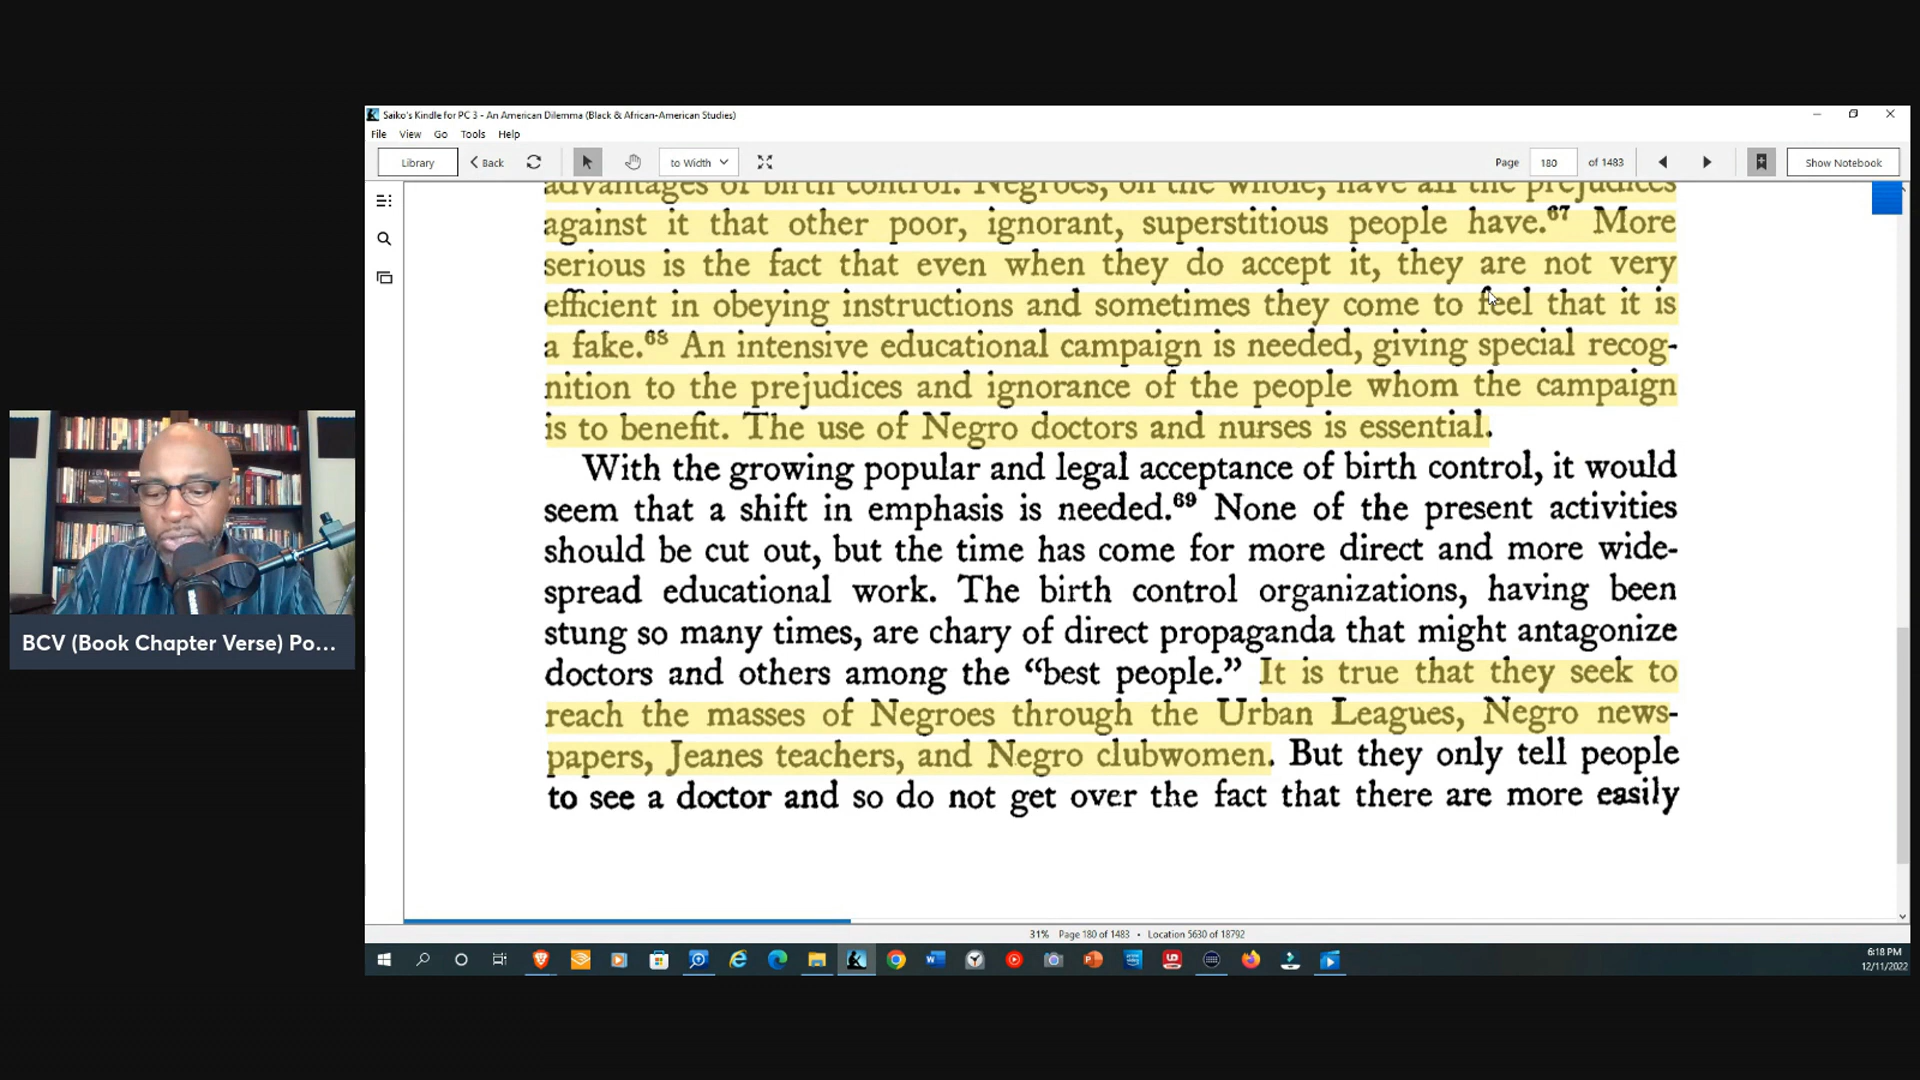 Saiko's Kindle for PC 3 - An American Dilemma (Black & African-American Studies)
File View Go Tools Help
Library Back to Width Page 180 of 1483 Show Notebook
advantages of birth control. Negroes, on the whole, have all the prejudices
against it that other poor, ignorant, superstitious people have.67 More
serious is the fact that even when they do accept it, they are not very
efficient in obeying instructions and sometimes they come to feel that it is
a fake.68 An intensive educational campaign is needed, giving special recog-
nition to the prejudices and ignorance of the people whom the campaign
is to benefit. The use of Negro doctors and nurses is essential.
With the growing popular and legal acceptance of birth control, it would
seem that a shift in emphasis is needed.69 None of the present activities
should be cut out, but the time has come for more direct and more wide-
spread educational work. The birth control organizations, having been
stung so many times, are chary of direct propaganda that might antagonize
doctors and others among the “best people.” It is true that they seek to
reach the masses of Negroes through the Urban Leagues, Negro news-
papers, Jeanes teachers, and Negro clubwomen. But they only tell people
to see a doctor and so do not get over the fact that there are more easily
BCV (Book Chapter Verse) Po...
31% Page 180 of 1483 • Location 5630 of 18792
6:18 PM
12/11/2022